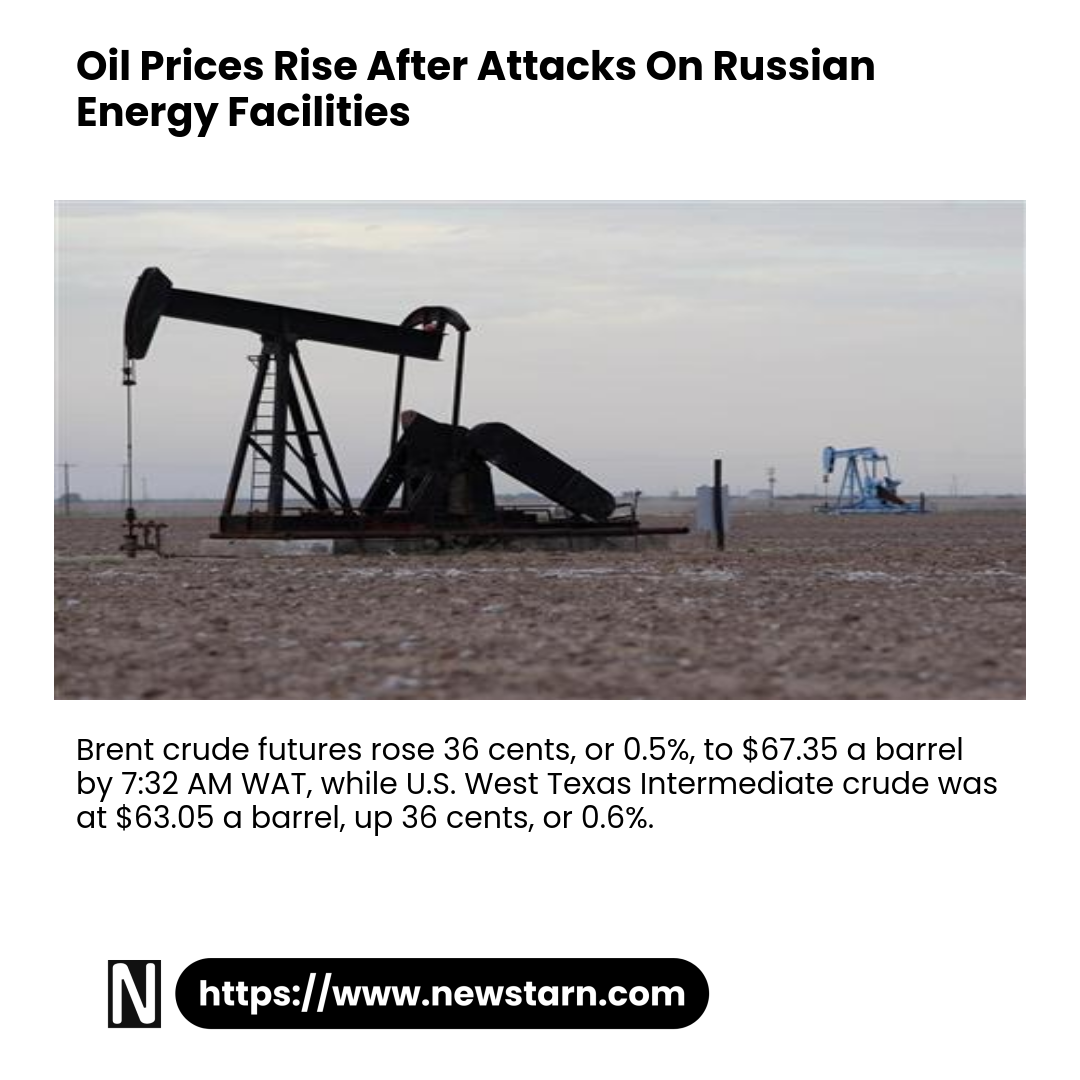 Oil Prices Rise After Attacks On Russian
Energy Facilities
Brent crude futures rose 36 cents, or 0.5%, to $67.35 a barrel
by 7:32 AM WAT, while U.S. West Texas Intermediate crude was
at $63.05 a barrel, up 36 cents, or 0.6%.
N https://www.newstarn.com